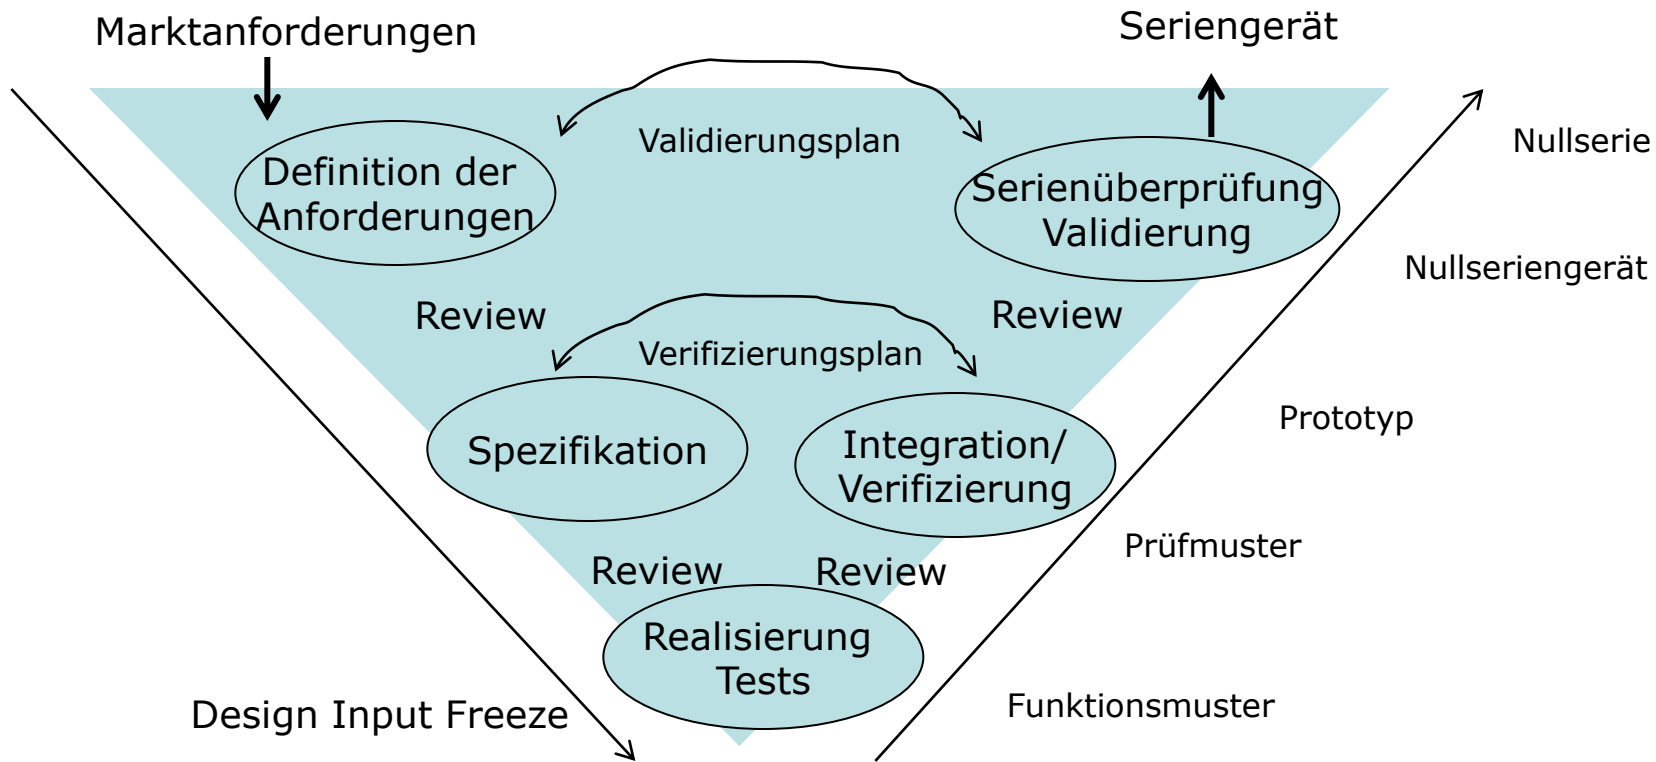 Marktanforderungen
Seriengerät
Validierungsplan
Nullserie
Definition der
Anforderungen
Serienüberprüfung
Validierung
Nullseriengerät
Review
Review
Verifizierungsplan
Prototyp
Spezifikation
Integration/
Verifizierung
Prüfmuster
Review
Review
Realisierung
Tests
Design Input Freeze
Funktionsmuster